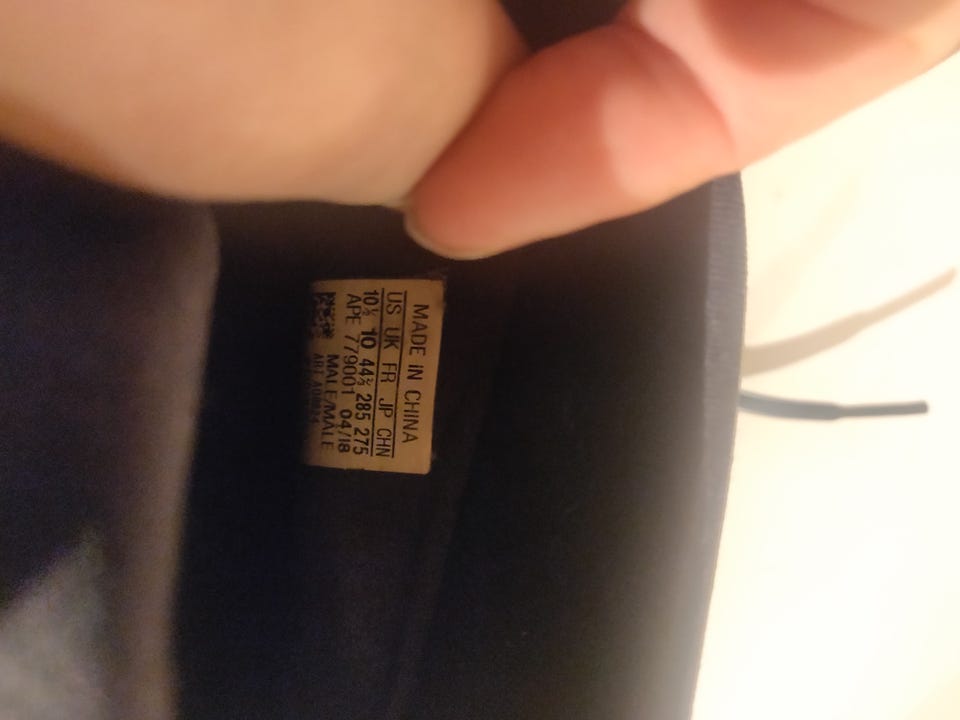 MADE IN CHINA
US UK FR JP CHN
10½ 10 44⅔ 285 275
APE 779001 04/18
MALE/MALE
ART